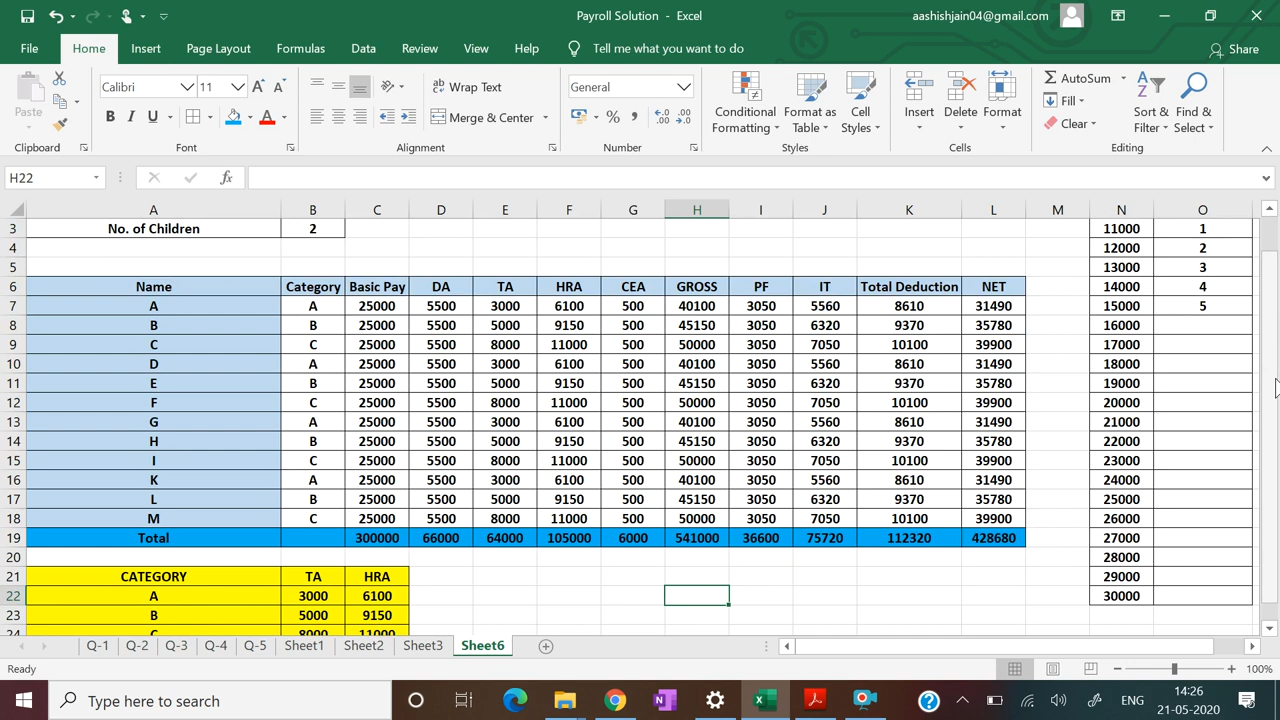 Payroll Solution - Excel
aashishjain04@gmail.com
File Home Insert Page Layout Formulas Data Review View Help Tell me what you want to do Share
Paste
Clipboard
Calibri 11
B I U
Font
Wrap Text
Merge & Center
Alignment
General
Number
Conditional Formatting
Format as Table
Cell Styles
Styles
Insert
Delete
Format
Cells
AutoSum
Fill
Clear
Sort & Filter
Find & Select
Editing
H22
fx
A B C D E F G H I J K L M N O
3 No. of Children 2 11000 1
4 12000 2
5 13000 3
6 Name Category Basic Pay DA TA HRA CEA GROSS PF IT Total Deduction NET 14000 4
7 A A 25000 5500 3000 6100 500 40100 3050 5560 8610 31490 15000 5
8 B B 25000 5500 5000 9150 500 45150 3050 6320 9370 35780 16000
9 C C 25000 5500 8000 11000 500 50000 3050 7050 10100 39900 17000
10 D A 25000 5500 3000 6100 500 40100 3050 5560 8610 31490 18000
11 E B 25000 5500 5000 9150 500 45150 3050 6320 9370 35780 19000
12 F C 25000 5500 8000 11000 500 50000 3050 7050 10100 39900 20000
13 G A 25000 5500 3000 6100 500 40100 3050 5560 8610 31490 21000
14 H B 25000 5500 5000 9150 500 45150 3050 6320 9370 35780 22000
15 I C 25000 5500 8000 11000 500 50000 3050 7050 10100 39900 23000
16 K A 25000 5500 3000 6100 500 40100 3050 5560 8610 31490 24000
17 L B 25000 5500 5000 9150 500 45150 3050 6320 9370 35780 25000
18 M C 25000 5500 8000 11000 500 50000 3050 7050 10100 39900 26000
19 Total 300000 66000 64000 105000 6000 541000 36600 75720 112320 428680 27000
20 28000
21 CATEGORY TA HRA 29000
22 A 3000 6100 30000
23 B 5000 9150
24 C 8000 11000
Q-1 Q-2 Q-3 Q-4 Q-5 Sheet1 Sheet2 Sheet3 Sheet6
Ready 100%
Type here to search
ENG
14:26
21-05-2020